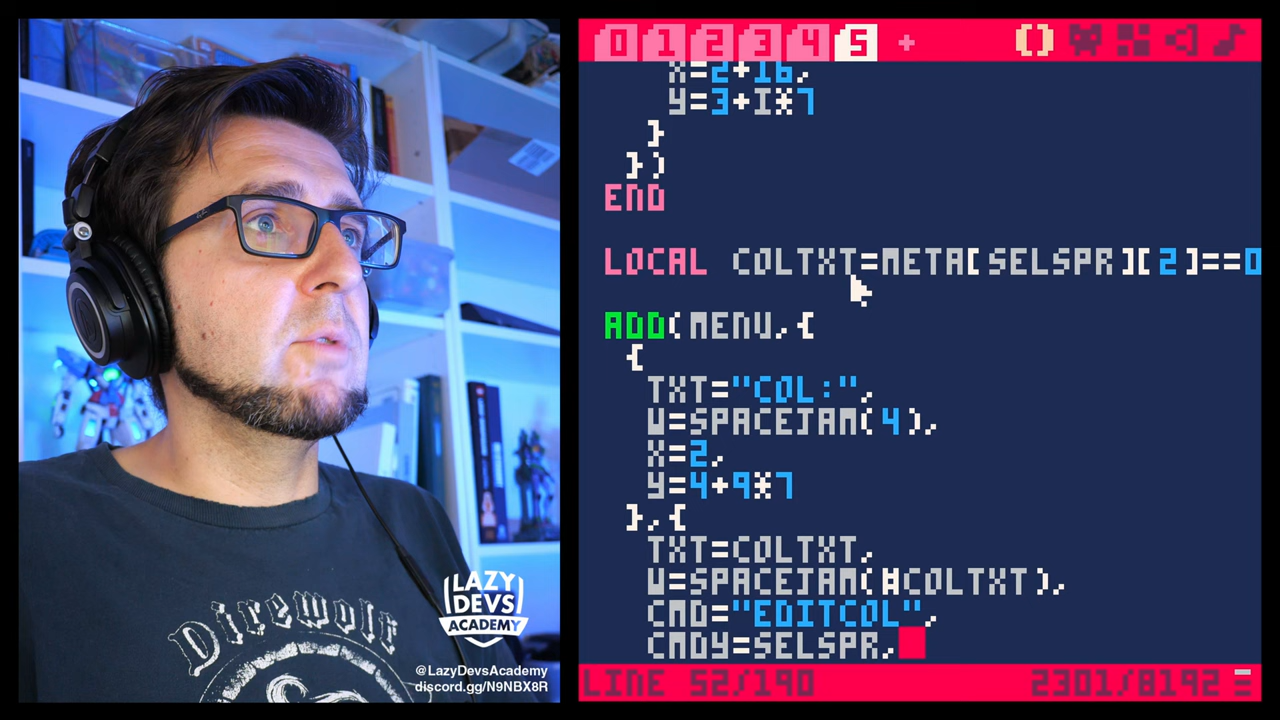 Direwolf
LAZY
DEVS
ACADEMY
@LazyDevsAcademy
discord.gg/N9NBX8R
0 1 2 3 4 5 +
X=2+16,
Y=3+I*7
}
})
END
LOCAL COLTXT=META[SELSPR][2]==0
ADD(MENU,{
{
TXT="COL:",
W=SPACEJAM(4),
X=2,
Y=4+9*7
},{
TXT=COLTXT,
W=SPACEJAM(#COLTXT),
CMD="EDITCOL",
CMDY=SELSPR,
LINE 52/190
2301/8192